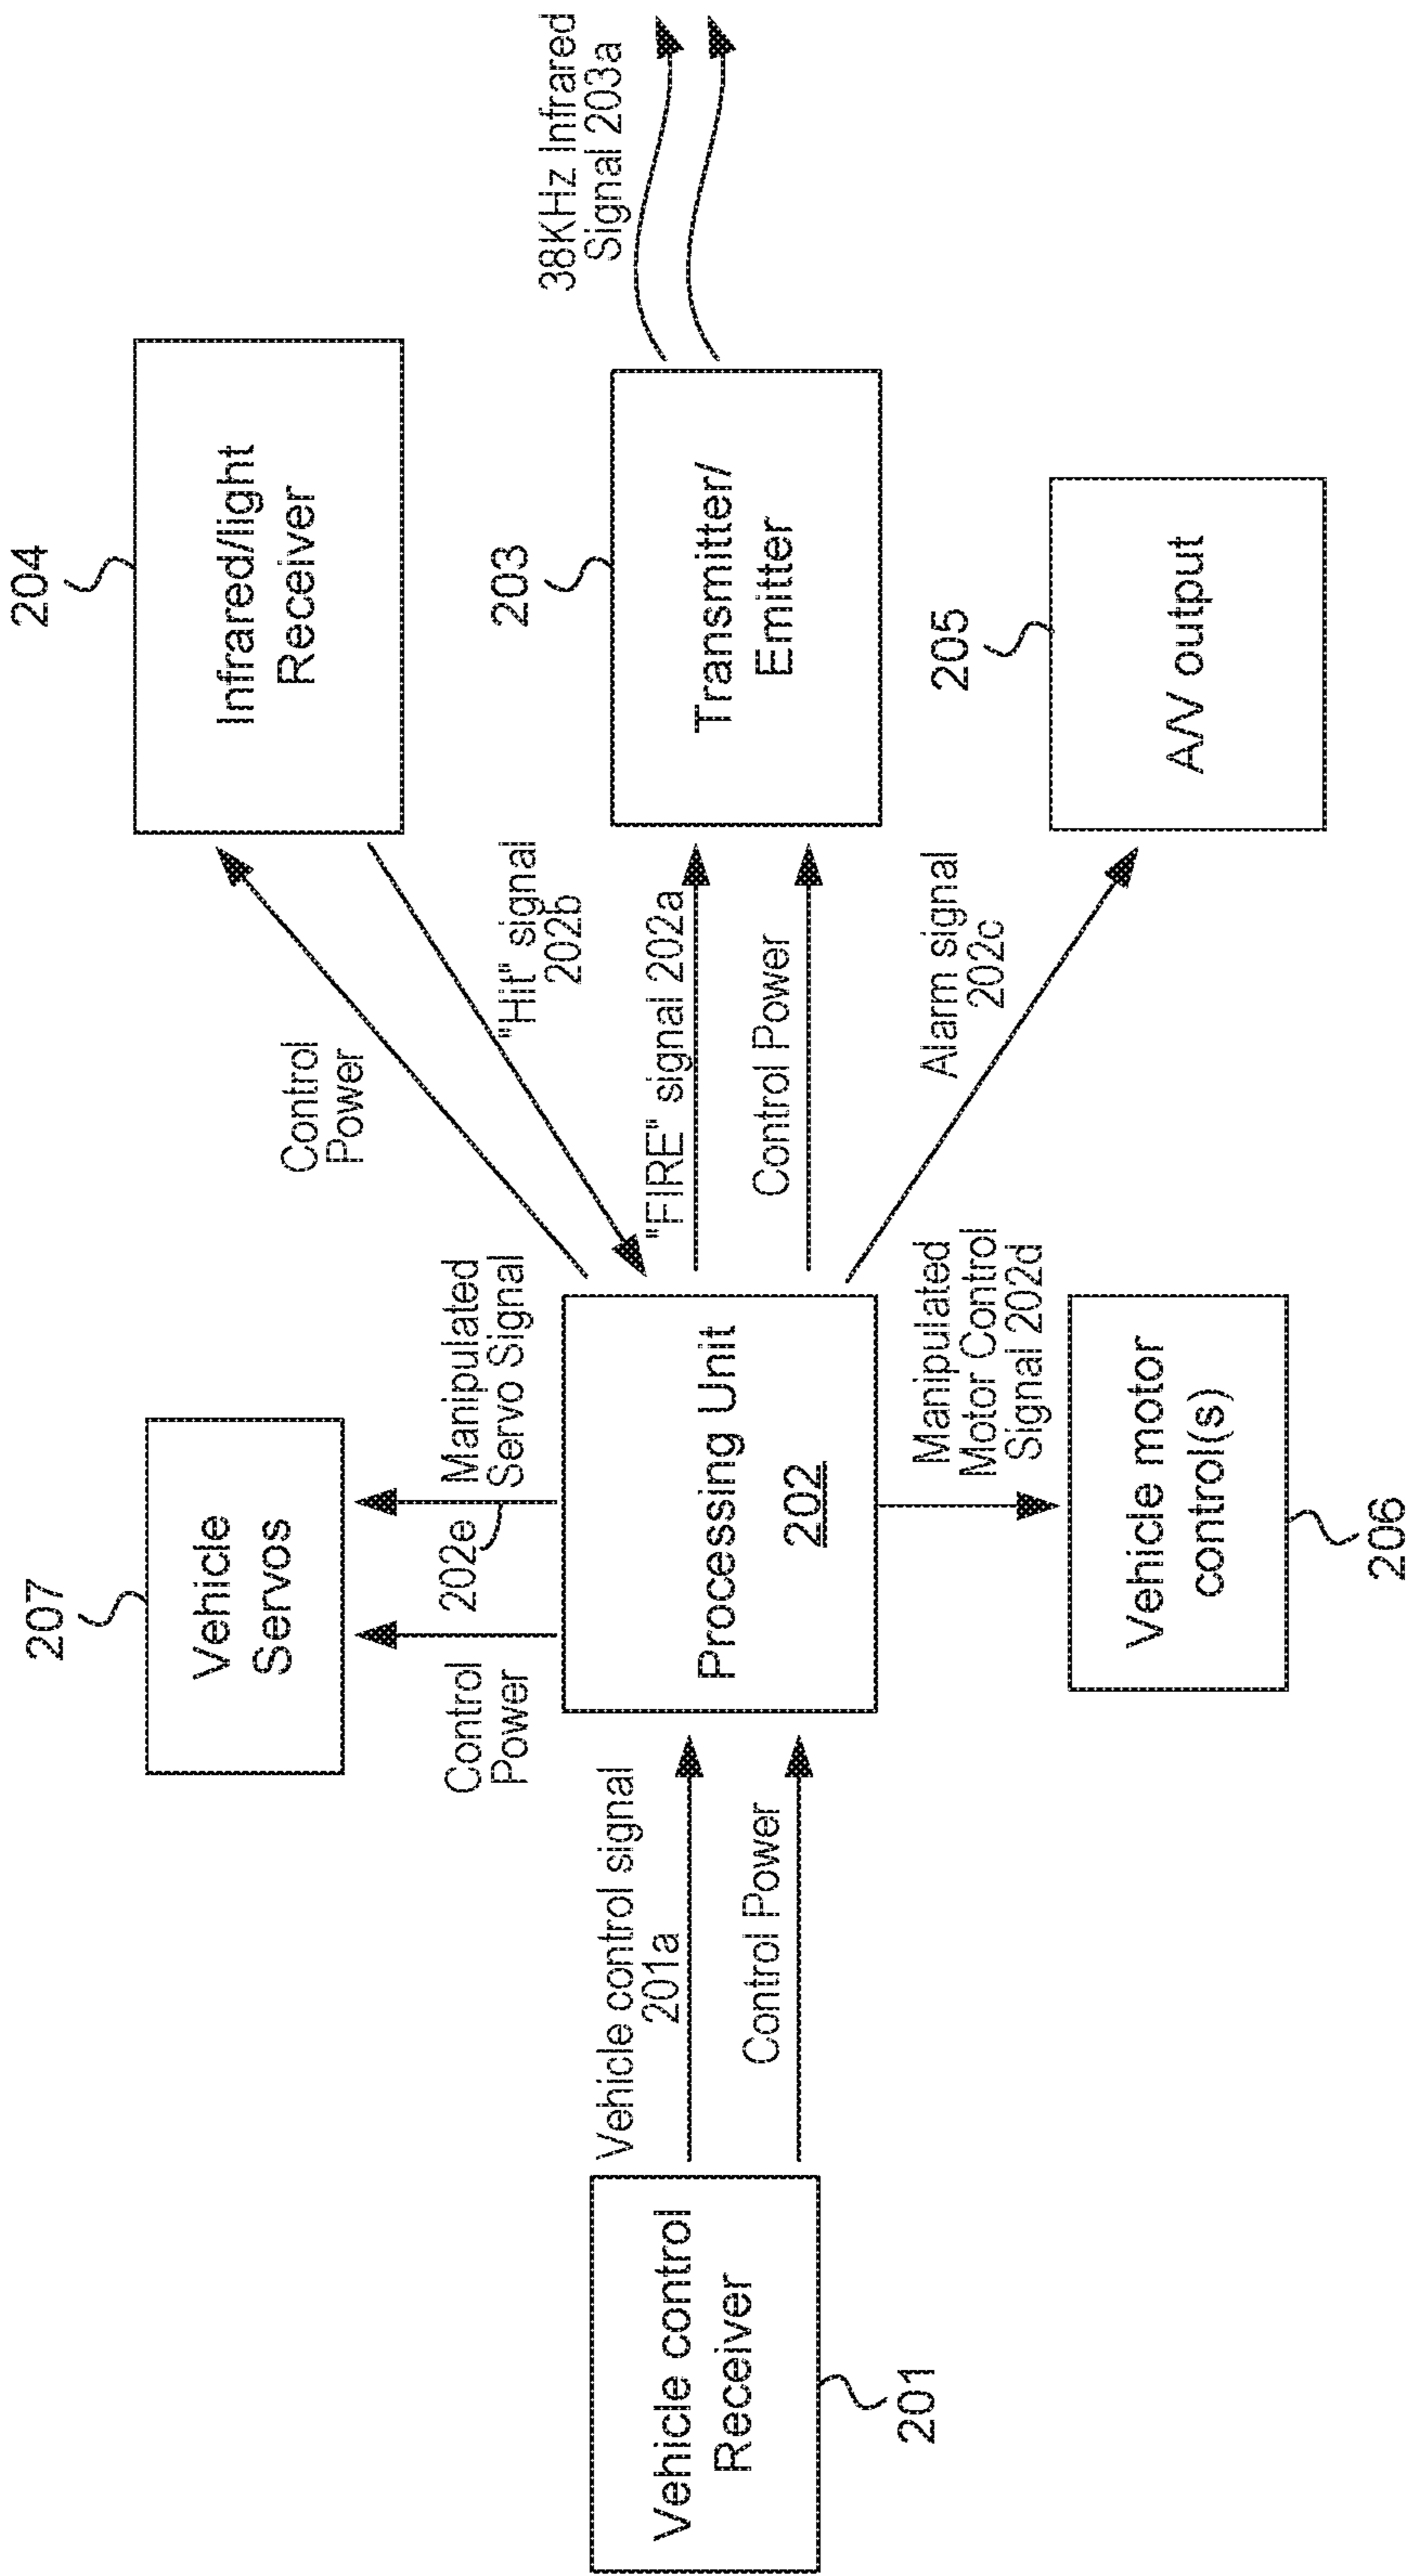 207
Vehicle
Servos
Control
Power
202e
Manipulated
Servo Signal
204
Infrared/light
Receiver
Control
Power
"Hit" signal
202b
38KHz Infrared
Signal 203a
Vehicle control
Receiver
201
Vehicle control signal
201a
Control Power
Processing Unit
202
"FIRE" signal 202a
Control Power
203
Transmitter/
Emitter
Manipulated
Motor Control
Signal 202d
Vehicle motor
control(s)
206
Alarm signal
202c
205
A/V output